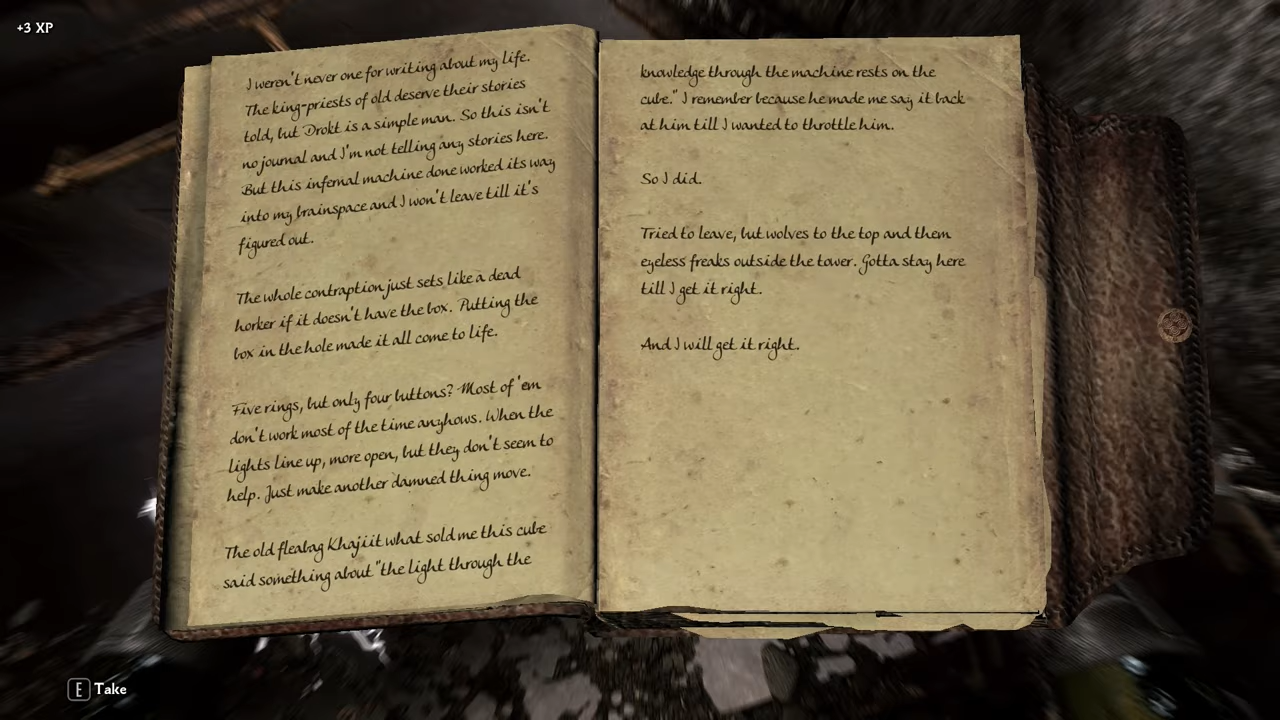 +3 XP
I weren't never one for writing about my life.
The king-priests of old deserve their stories
told, but Drokt is a simple man. So this isn't
no journal and I'm not telling any stories here.
But this infernal machine done worked its way
into my brainspace and I won't leave till it's
figured out.
The whole contraption just sets like a dead
horker if it doesn't have the box. Putting the
box in the hole made it all come to life.
Five rings, but only four buttons? Most of 'em
don't work most of the time anyhows. When the
lights line up, more open, but they don't seem to
help. Just make another damned thing move.
The old fleabag Khajiit what sold me this cube
said something about "the light through the
knowledge through the machine rests on the
cube." I remember because he made me say it back
at him till I wanted to throttle him.
So I did.
Tried to leave, but wolves to the top and them
eyeless freaks outside the tower. Gotta stay here
till I get it right.
And I will get it right.
E Take